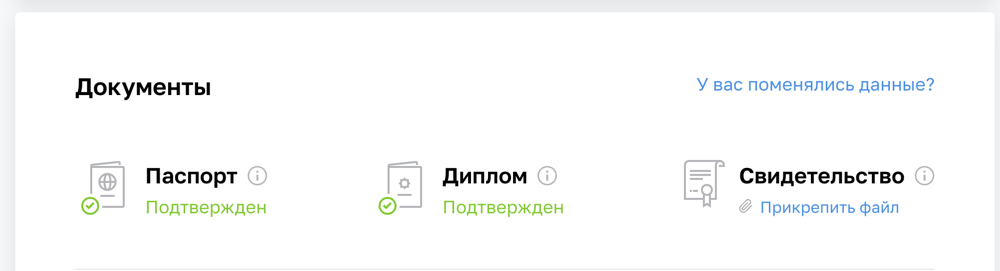 Документы
У вас поменялись данные?
Паспорт
Подтвержден
Диплом
Подтвержден
Свидетельство
Прикрепить файл